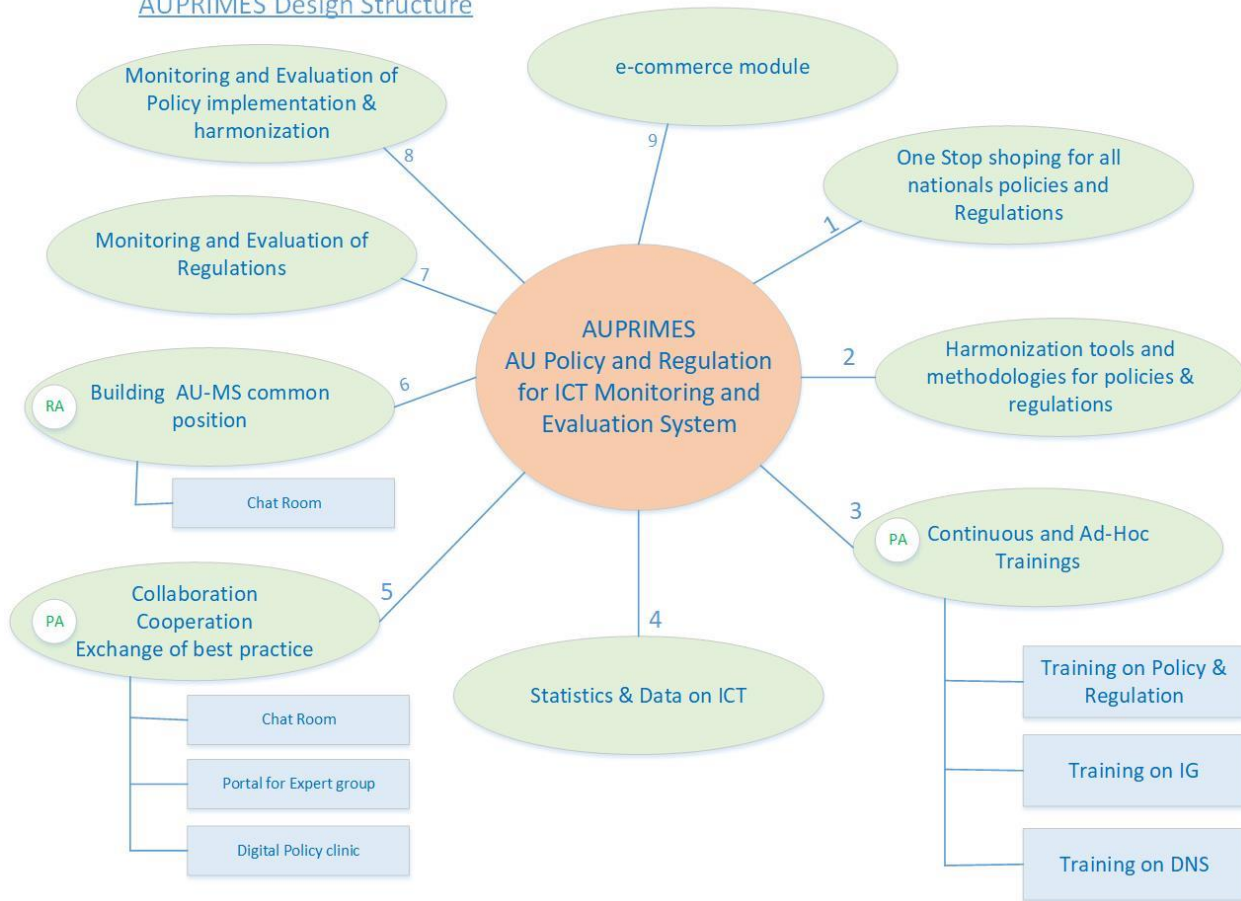 AUPRIMES Design Structure
Monitoring and Evaluation of
Policy implementation &
harmonization
8
e-commerce module
9
One Stop shoping for all
nationals policies and
Regulations
1
Monitoring and Evaluation of
Regulations
7
AUPRIMES
AU Policy and Regulation
for ICT Monitoring and
Evaluation System
2
Harmonization tools and
methodologies for policies &
regulations
RA
Building AU-MS common
position
6
Chat Room
3
PA
Continuous and Ad-Hoc
Trainings
Training on Policy &
Regulation
Training on IG
Training on DNS
4
Statistics & Data on ICT
5
PA
Collaboration
Cooperation
Exchange of best practice
Chat Room
Portal for Expert group
Digital Policy clinic